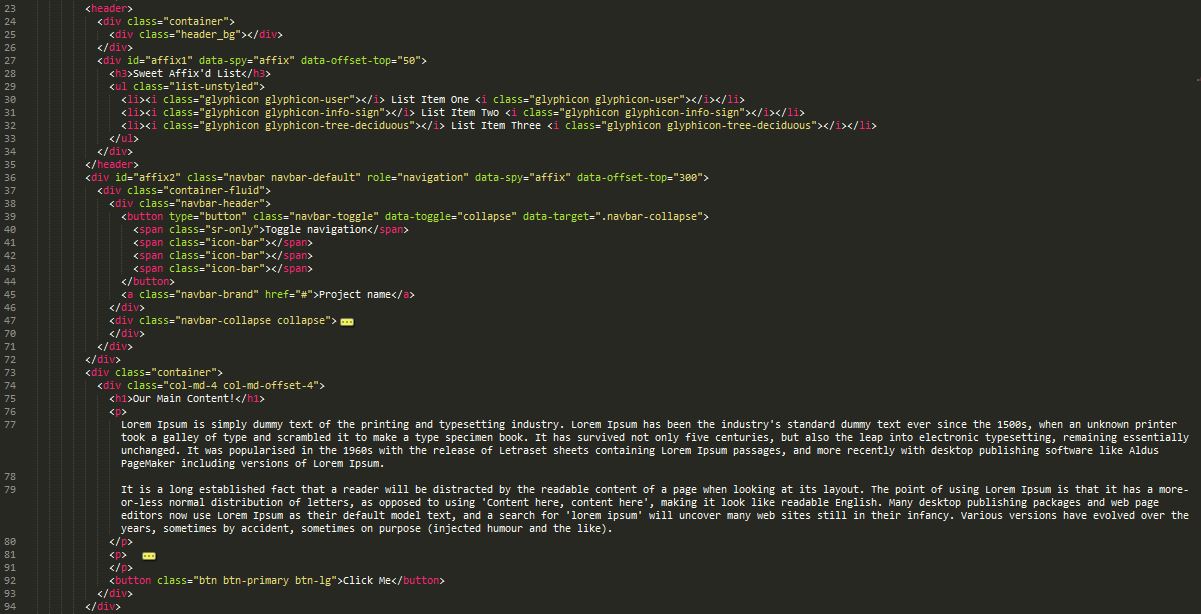 23 <header>
24 <div class="container">
25 <div class="header_bg"></div>
26 </div>
27 <div id="affix1" data-spy="affix" data-offset-top="50">
28 <h3>Sweet Affix'd List</h3>
29 <ul class="list-unstyled">
30 <li><i class="glyphicon glyphicon-user"></i> List Item One <i class="glyphicon glyphicon-user"></i></li>
31 <li><i class="glyphicon glyphicon-info-sign"></i> List Item Two <i class="glyphicon glyphicon-info-sign"></i></li>
32 <li><i class="glyphicon glyphicon-tree-deciduous"></i> List Item Three <i class="glyphicon glyphicon-tree-deciduous"></i></li>
33 </ul>
34 </div>
35 </header>
36 <div id="affix2" class="navbar navbar-default" role="navigation" data-spy="affix" data-offset-top="300">
37 <div class="container-fluid">
38 <div class="navbar-header">
39 <button type="button" class="navbar-toggle" data-toggle="collapse" data-target=".navbar-collapse">
40 <span class="sr-only">Toggle navigation</span>
41 <span class="icon-bar"></span>
42 <span class="icon-bar"></span>
43 <span class="icon-bar"></span>
44 </button>
45 <a class="navbar-brand" href="#">Project name</a>
46 </div>
47 <div class="navbar-collapse collapse">
70 </div>
71 </div>
72 </div>
73 <div class="container">
74 <div class="col-md-4 col-md-offset-4">
75 <h1>Our Main Content!</h1>
76 <p>
77 Lorem Ipsum is simply dummy text of the printing and typesetting industry. Lorem Ipsum has been the industry's standard dummy text ever since the 1500s, when an unknown printer
took a galley of type and scrambled it to make a type specimen book. It has survived not only five centuries, but also the leap into electronic typesetting, remaining essentially
unchanged. It was popularised in the 1960s with the release of Letraset sheets containing Lorem Ipsum passages, and more recently with desktop publishing software like Aldus
PageMaker including versions of Lorem Ipsum.
78
79 It is a long established fact that a reader will be distracted by the readable content of a page when looking at its layout. The point of using Lorem Ipsum is that it has a more-
or-less normal distribution of letters, as opposed to using 'Content here, content here', making it look like readable English. Many desktop publishing packages and web page
editors now use Lorem Ipsum as their default model text, and a search for 'lorem ipsum' will uncover many web sites still in their infancy. Various versions have evolved over the
years, sometimes by accident, sometimes on purpose (injected humour and the like).
80 </p>
81 <p>
91 </p>
92 <button class="btn btn-primary btn-lg">Click Me</button>
93 </div>
94 </div>